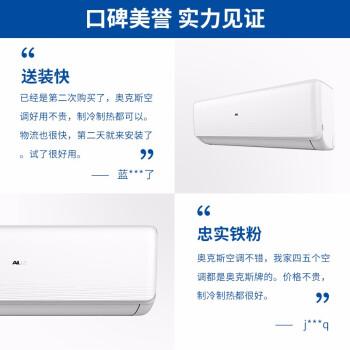 口碑美誉 实力见证
送装快
已经是第二次购买了，奥克斯空
调好用不贵，制冷制热都可以。
物流也很快，第二天就来安装了
。试了很好用。
—— 蓝***了
忠实铁粉
奥克斯空调不错，我家四五个空
调都是奥克斯牌的。价格不贵，
制冷制热都很好。
—— j***q